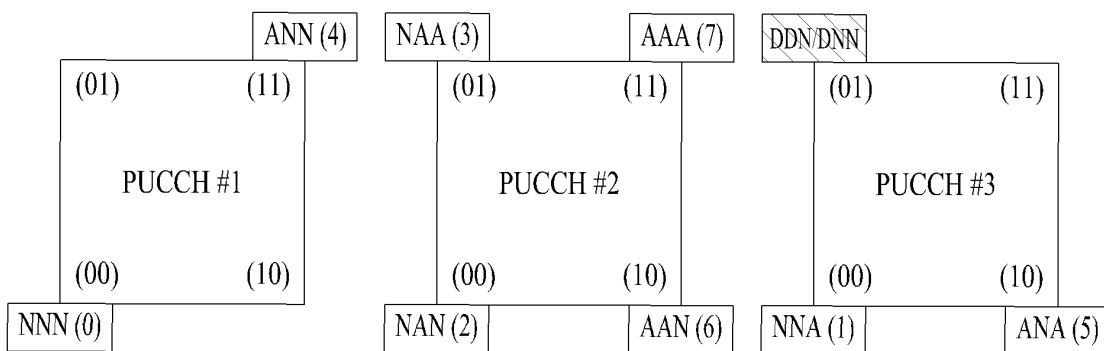 ANN (4) NAA (3) AAA (7) DDN/DNN
(01) (11) (01) (11) (01) (11)
PUCCH #1 PUCCH #2 PUCCH #3
(00) (10) (00) (10) (00) (10)
NNN (0) NAN (2) AAN (6) NNA (1) ANA (5)